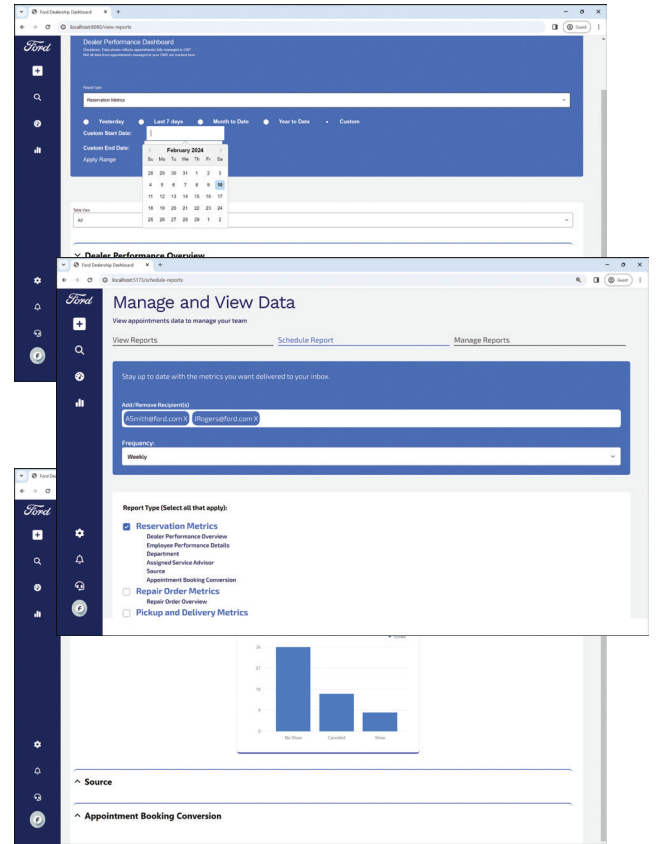 Ford Dealership Dashboard
localhost:8080/view-reports
Guest
Ford
Dealer Performance Dashboard
Report type
Reservation Metrics
Yesterday Last 7 days Month to Date Year to Date Custom
Custom Start Date:
Custom End Date:
Apply Range
February 2024
Su Mo Tu We Th Fr Sa
28 29 30 31 1 2 3
4 5 6 7 8 9 10
11 12 13 14 15 16 17
18 19 20 21 22 23 24
25 26 27 28 29 1 2
Table View
All
Dealer Performance Overview
Ford Dealership Dashboard
localhost:5173/schedule-reports
Guest
Ford
Manage and View Data
View appointments data to manage your team
View Reports Schedule Report Manage Reports
Stay up to date with the metrics you want delivered to your inbox.
Add/Remove Recipient(s)
ASmith@ford.com X JRogers@ford.com X
Frequency:
Weekly
Report Type (Select all that apply):
Reservation Metrics
Dealer Performance Overview
Employee Performance Details
Department
Assigned Service Advisor
Source
Appointment Booking Conversion
Repair Order Metrics
Repair Order Overview
Pickup and Delivery Metrics
Ford De
Ford
36
27
18
9
0
No Show Canceled Show
Source
Appointment Booking Conversion